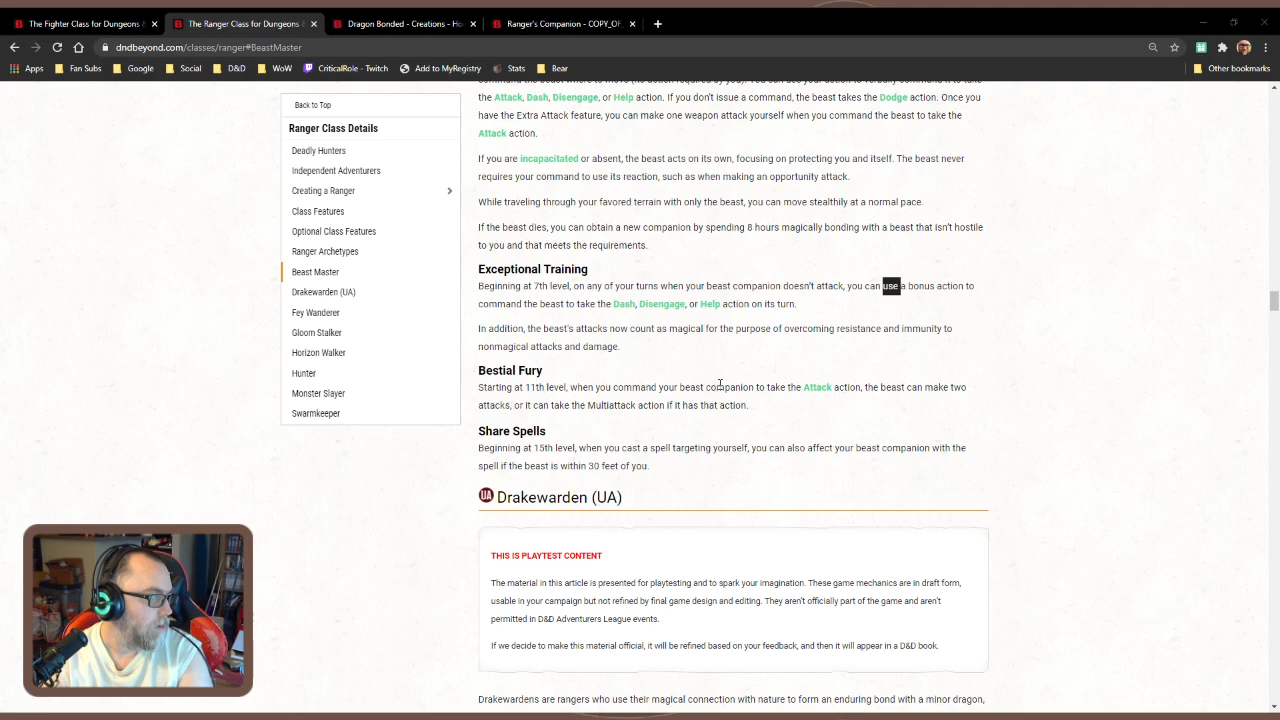 The Fighter Class for Dungeons &
The Ranger Class for Dungeons &
Dragon Bonded - Creations - Ho
Ranger's Companion - COPY_OF:
dndbeyond.com/classes/ranger#BeastMaster
Apps
Fan Subs
Google
Social
D&D
WoW
CriticalRole - Twitch
Add to MyRegistry
Stats
Bear
Other bookmarks
Back to Top
Ranger Class Details
Deadly Hunters
Independent Adventurers
Creating a Ranger
Class Features
Optional Class Features
Ranger Archetypes
Beast Master
Drakewarden (UA)
Fey Wanderer
Gloom Stalker
Horizon Walker
Hunter
Monster Slayer
Swarmkeeper
the Attack, Dash, Disengage, or Help action. If you don't issue a command, the beast takes the Dodge action. Once you
have the Extra Attack feature, you can make one weapon attack yourself when you command the beast to take the
Attack action.
If you are incapacitated or absent, the beast acts on its own, focusing on protecting you and itself. The beast never
requires your command to use its reaction, such as when making an opportunity attack.
While traveling through your favored terrain with only the beast, you can move stealthily at a normal pace.
If the beast dies, you can obtain a new companion by spending 8 hours magically bonding with a beast that isn't hostile
to you and that meets the requirements.
Exceptional Training
Beginning at 7th level, on any of your turns when your beast companion doesn't attack, you can use a bonus action to
command the beast to take the Dash, Disengage, or Help action on its turn.
In addition, the beast's attacks now count as magical for the purpose of overcoming resistance and immunity to
nonmagical attacks and damage.
Bestial Fury
Starting at 11th level, when you command your beast companion to take the Attack action, the beast can make two
attacks, or it can take the Multiattack action if it has that action.
Share Spells
Beginning at 15th level, when you cast a spell targeting yourself, you can also affect your beast companion with the
spell if the beast is within 30 feet of you.
UA Drakewarden (UA)
THIS IS PLAYTEST CONTENT
The material in this article is presented for playtesting and to spark your imagination. These game mechanics are in draft form,
usable in your campaign but not refined by final game design and editing. They aren't officially part of the game and aren't
permitted in D&D Adventurers League events.
If we decide to make this material official, it will be refined based on your feedback, and then it will appear in a D&D book.
Drakewardens are rangers who use their magical connection with nature to form an enduring bond with a minor dragon,